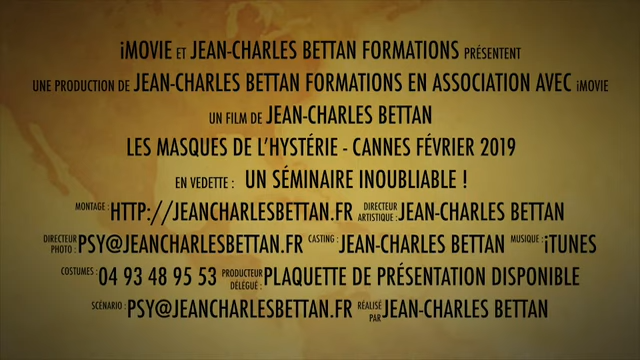 iMOVIE ET JEAN-CHARLES BETTAN FORMATIONS PRÉSENTENT
UNE PRODUCTION DE JEAN-CHARLES BETTAN FORMATIONS EN ASSOCIATION AVEC iMOVIE
UN FILM DE JEAN-CHARLES BETTAN
LES MASQUES DE L'HYSTÉRIE - CANNES FÉVRIER 2019
EN VEDETTE : UN SÉMINAIRE INOUBLIABLE !
MONTAGE : HTTP://JEANCHARLESBETTAN.FR DIRECTEUR ARTISTIQUE : JEAN-CHARLES BETTAN
DIRECTEUR PHOTO : PSY@JEANCHARLESBETTAN.FR CASTING : JEAN-CHARLES BETTAN MUSIQUE : iTUNES
COSTUMES : 04 93 48 95 53 PRODUCTEUR DÉLÉGUÉ : PLAQUETTE DE PRÉSENTATION DISPONIBLE
SCÉNARIO : PSY@JEANCHARLESBETTAN.FR RÉALISÉ PAR JEAN-CHARLES BETTAN